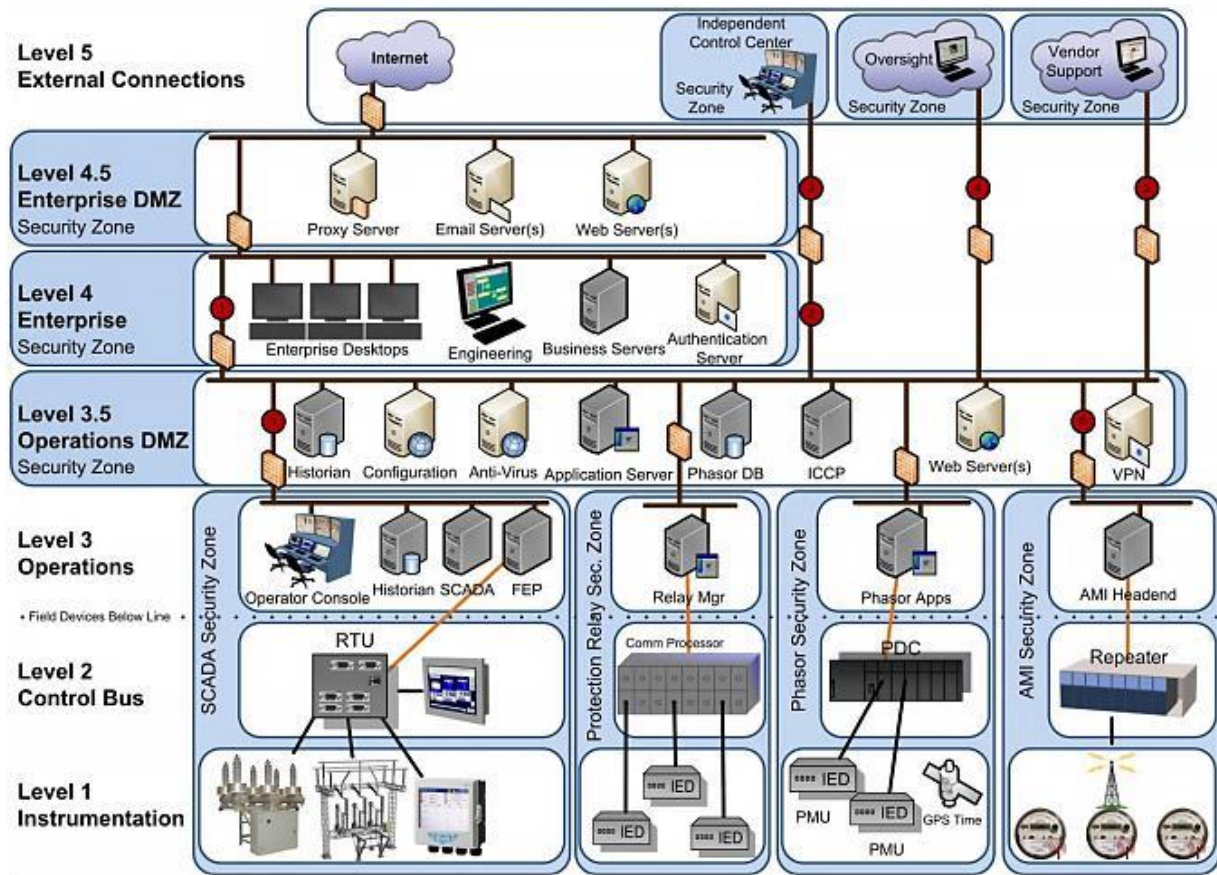 Level 5
External Connections
Internet
Independent
Control Center
Security
Zone
Oversight
Security Zone
Vendor
Support
Security Zone
Level 4.5
Enterprise DMZ
Security Zone
Proxy Server
Email Server(s)
Web Server(s)
Level 4
Enterprise
Security Zone
Enterprise Desktops
Engineering
Business Servers
Authentication
Server
Level 3.5
Operations DMZ
Security Zone
Historian
Configuration
Anti-Virus
Application Server
Phasor DB
ICCP
Web Server(s)
VPN
Level 3
Operations
SCADA Security Zone
Operator Console
Historian
SCADA
FEP
Protection Relay Sec. Zone
Relay Mgr
Phasor Security Zone
Phasor Apps
AMI Security Zone
AMI Headend
• Field Devices Below Line
Level 2
Control Bus
RTU
Comm Processor
PDC
Repeater
Level 1
Instrumentation
IED
IED
IED
IED
PMU
IED
PMU
GPS Time